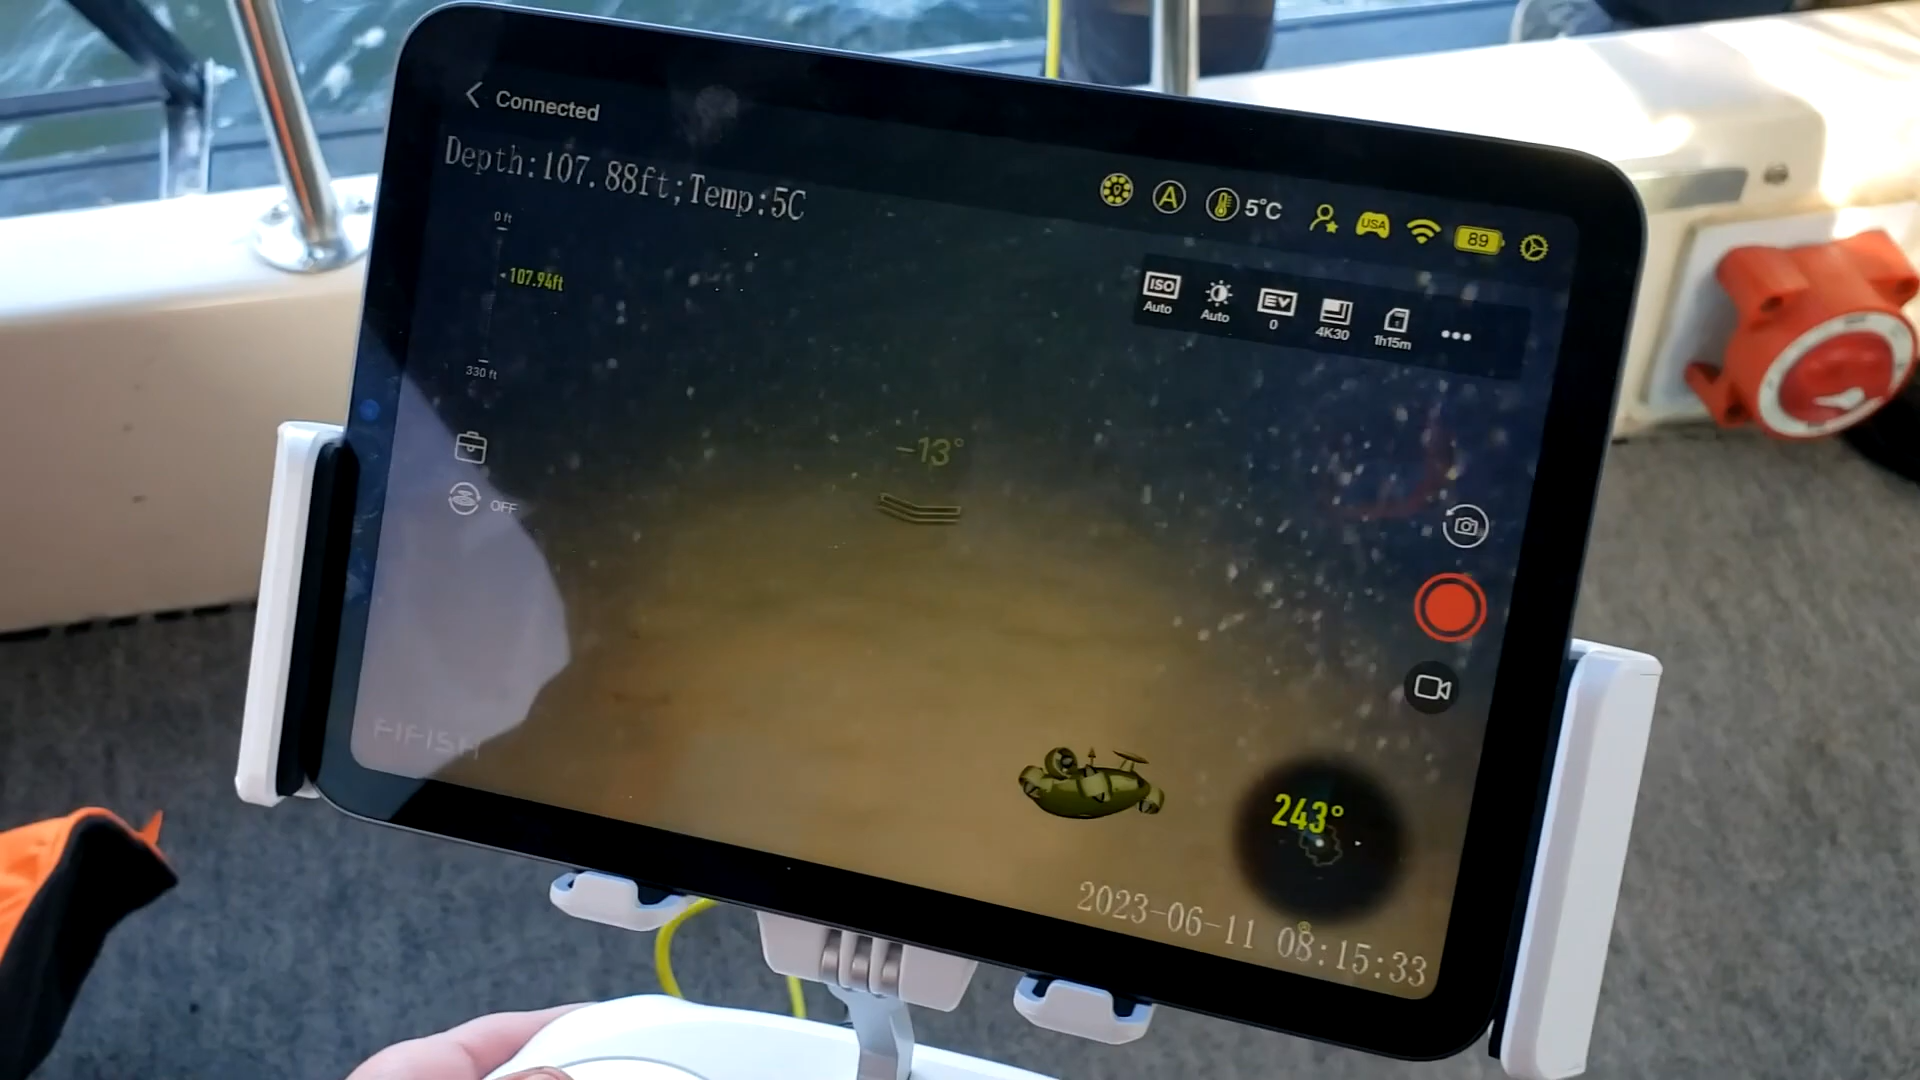 Connected
Depth:107.88ft;Temp:5C
A
5°C
USA
89
0 ft
107.94ft
330 ft
ISO
Auto
Auto
EV
0
4K30
1h15m
-13°
OFF
FIFISH
243°
2023-06-11 08:15:33